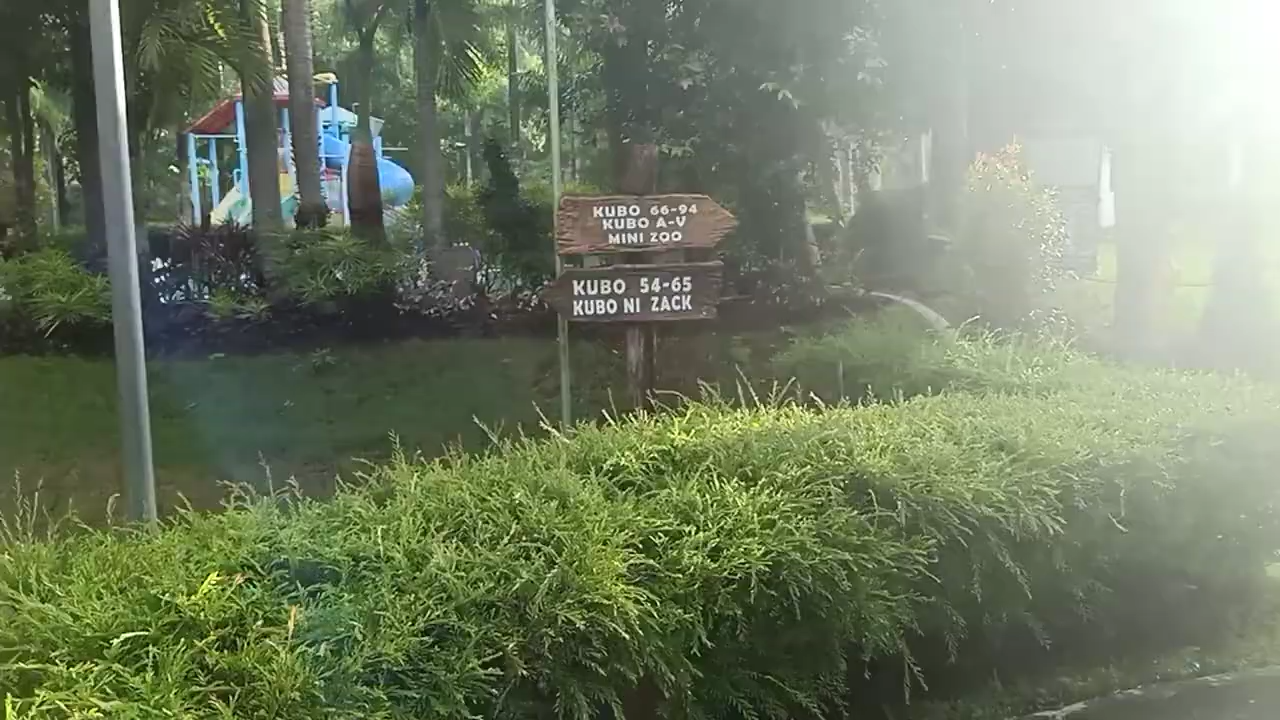 KUBO 66-94
KUBO A-V
MINI ZOO
KUBO 54-65
KUBO NI ZACK